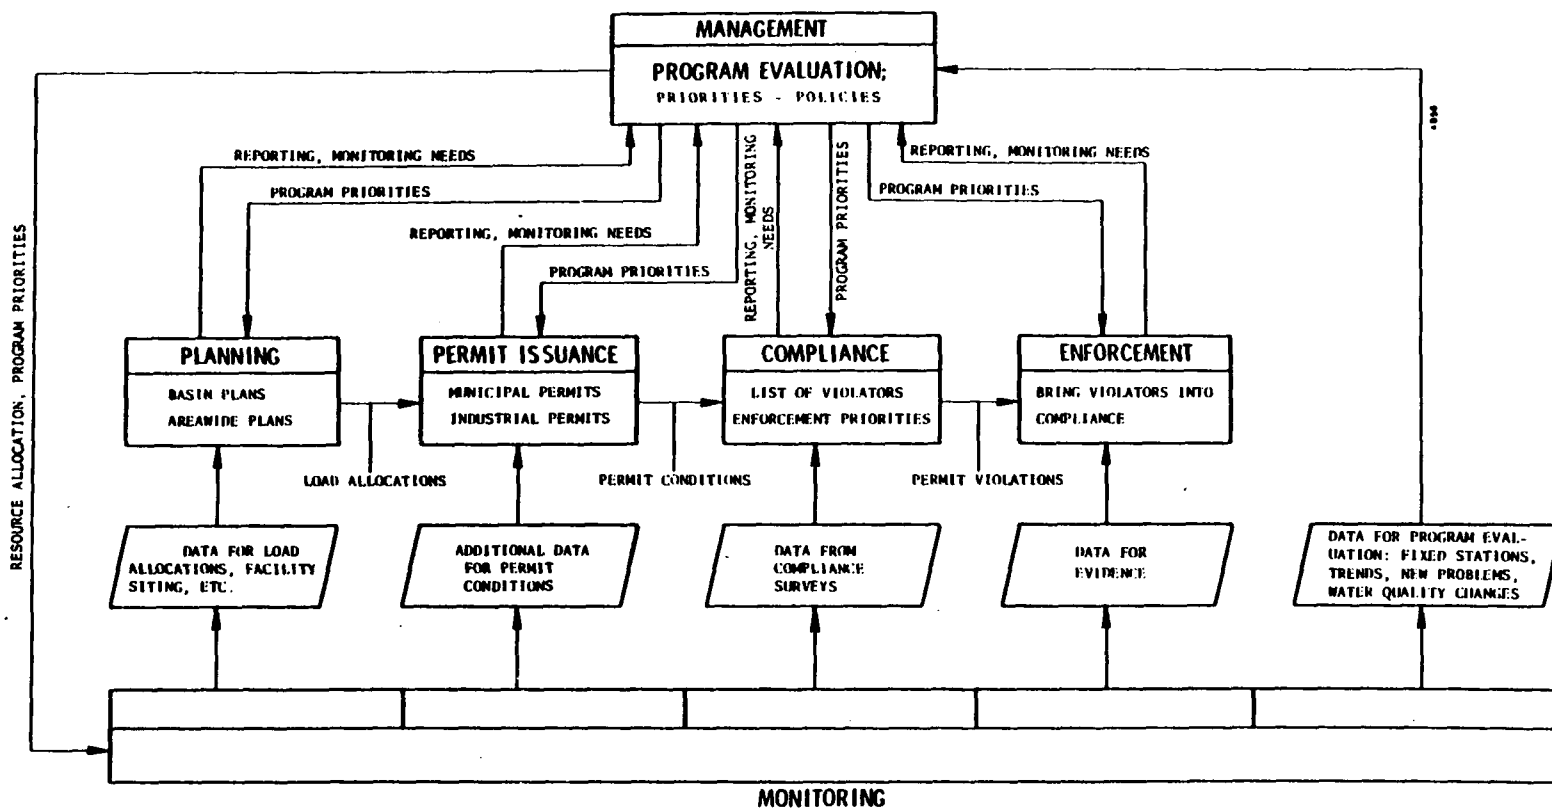 MANAGEMENT
PROGRAM EVALUATION;
PRIORITIES - POLICIES
REPORTING, MONITORING NEEDS
PROGRAM PRIORITIES
REPORTING, MONITORING NEEDS
PROGRAM PRIORITIES
REPORTING, MONITORING
NEEDS
PROGRAM PRIORITIES
REPORTING, MONITORING NEEDS
PROGRAM PRIORITIES
RESOURCE ALLOCATION, PROGRAM PRIORITIES
PLANNING
BASIN PLANS
AREAWIDE PLANS
PERMIT ISSUANCE
MUNICIPAL PERMITS
INDUSTRIAL PERMITS
COMPLIANCE
LIST OF VIOLATORS
ENFORCEMENT PRIORITIES
ENFORCEMENT
BRING VIOLATORS INTO
COMPLIANCE
LOAD ALLOCATIONS
PERMIT CONDITIONS
PERMIT VIOLATIONS
DATA FOR LOAD
ALLOCATIONS, FACILITY
SITING, ETC.
ADDITIONAL DATA
FOR PERMIT
CONDITIONS
DATA FROM
COMPLIANCE
SURVEYS
DATA FOR
EVIDENCE
DATA FOR PROGRAM EVAL-
UATION: FIXED STATIONS,
TRENDS, NEW PROBLEMS,
WATER QUALITY CHANGES
MONITORING